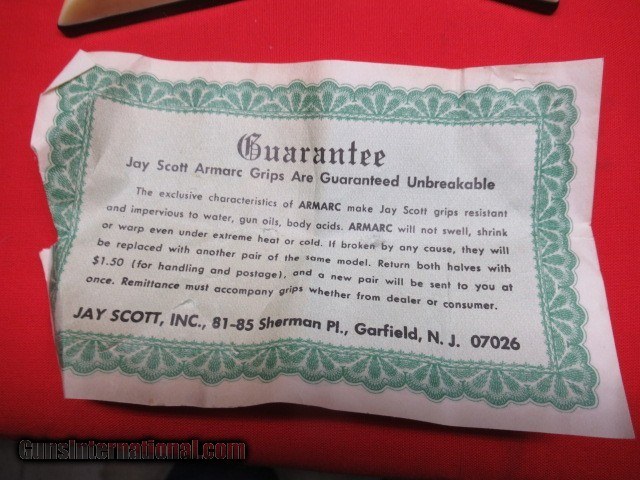 Guarantee
Jay Scott Armarc Grips Are Guaranteed Unbreakable
The exclusive characteristics of ARMARC make Jay Scott grips resistant
and impervious to water, gun oils, body acids. ARMARC will not swell, shrink
or warp even under extreme heat or cold. If broken by any cause, they will
be replaced with another pair of the same model. Return both halves with
$1.50 (for handling and postage), and a new pair will be sent to you at
once. Remittance must accompany grips whether from dealer or consumer.
JAY SCOTT, INC., 81-85 Sherman Pl., Garfield, N. J. 07026
GunsInternational.com